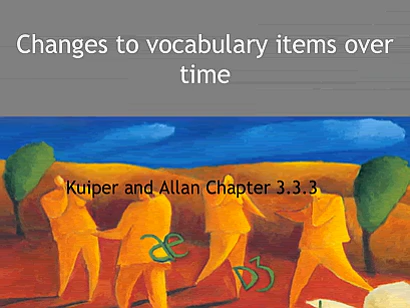 Changes to vocabulary items over
time
Kuiper and Allan Chapter 3.3.3
æ